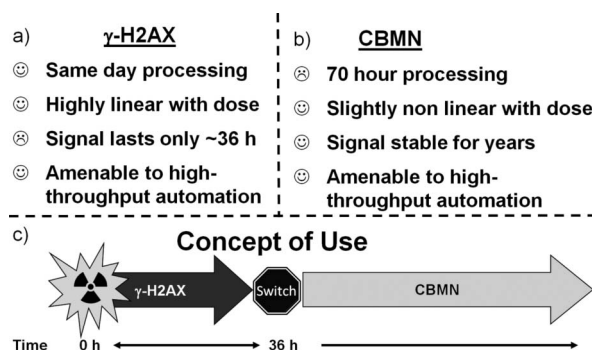 a) γ-H2AX
☺ Same day processing
☺ Highly linear with dose
☹ Signal lasts only ~36 h
☺ Amenable to high-
throughput automation
b) CBMN
☹ 70 hour processing
☺ Slightly non linear with dose
☺ Signal stable for years
☺ Amenable to high-
throughput automation
c) Concept of Use
γ-H2AX Switch CBMN
Time 0 h 36 h